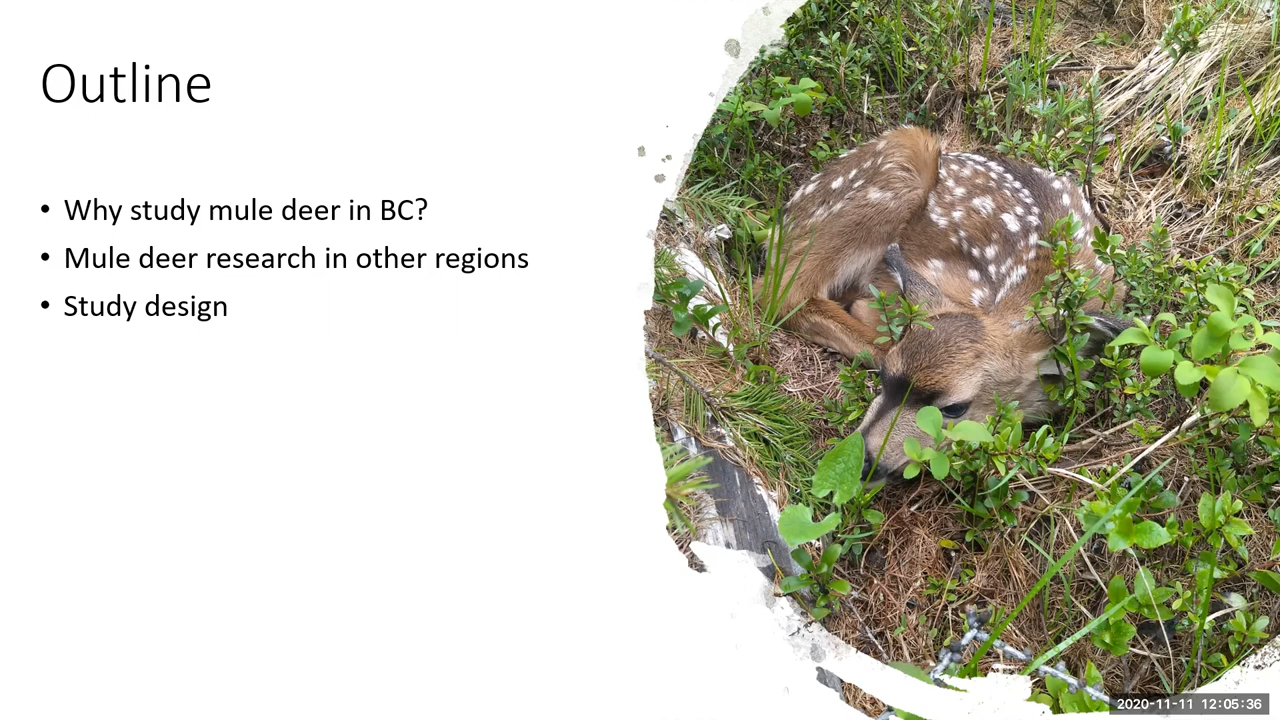 Outline
• Why study mule deer in BC?
• Mule deer research in other regions
• Study design
2020-11-11 12:05:36